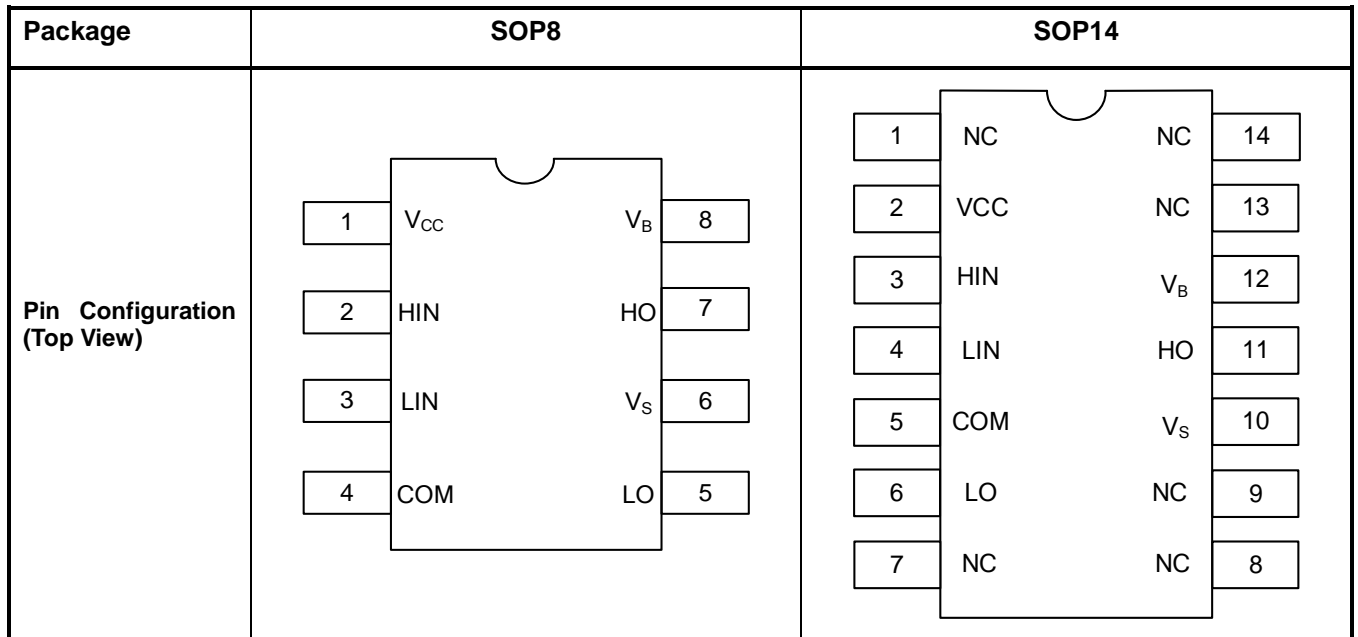 Package SOP8 SOP14
Pin Configuration
(Top View)
1 VCC VB 8
2 HIN HO 7
3 LIN VS 6
4 COM LO 5
1 NC NC 14
2 VCC NC 13
3 HIN VB 12
4 LIN HO 11
5 COM VS 10
6 LO NC 9
7 NC NC 8